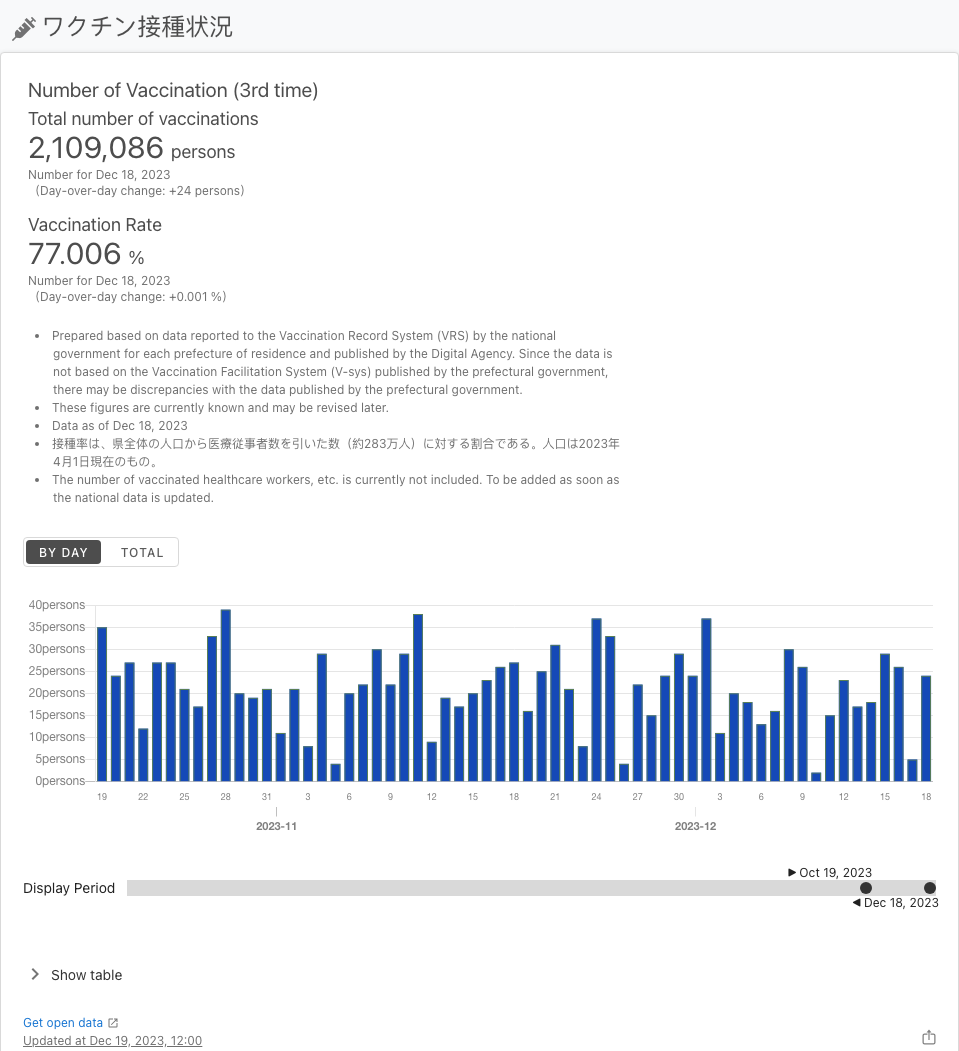 ワクチン接種状況
Number of Vaccination (3rd time)
Total number of vaccinations
2,109,086 persons
Number for Dec 18, 2023
(Day-over-day change: +24 persons)
Vaccination Rate
77.006 %
Number for Dec 18, 2023
(Day-over-day change: +0.001 %)
• Prepared based on data reported to the Vaccination Record System (VRS) by the national
government for each prefecture of residence and published by the Digital Agency. Since the data is
not based on the Vaccination Facilitation System (V-sys) published by the prefectural government,
there may be discrepancies with the data published by the prefectural government.
• These figures are currently known and may be revised later.
• Data as of Dec 18, 2023
• 接種率は、県全体の人口から医療従事者数を引いた数（約283万人）に対する割合である。人口は2023年
4月1日現在のもの。
• The number of vaccinated healthcare workers, etc. is currently not included. To be added as soon as
the national data is updated.
BY DAY TOTAL
40persons
35persons
30persons
25persons
20persons
15persons
10persons
5persons
0persons
19 22 25 28 31 3 6 9 12 15 18 21 24 27 30 3 6 9 12 15 18
2023-11 2023-12
Oct 19, 2023
Display Period
Dec 18, 2023
Show table
Get open data
Updated at Dec 19, 2023, 12:00